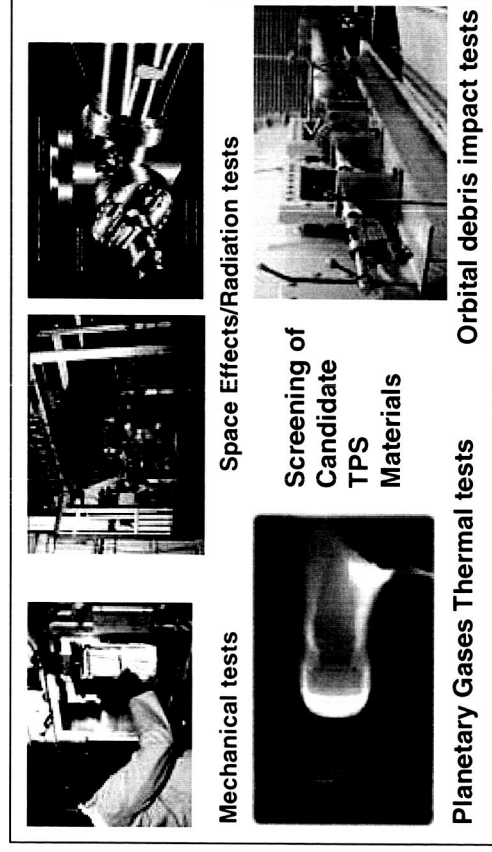 Mechanical tests
Space Effects/Radiation tests
Screening of
Candidate
TPS
Materials
Planetary Gases Thermal tests
Orbital debris impact tests